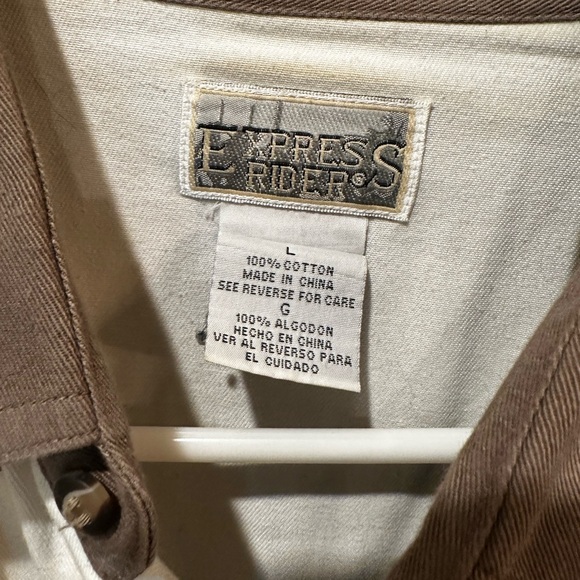 EXPRESS
RIDER®
L
100% COTTON
MADE IN CHINA
SEE REVERSE FOR CARE
G
100% ALGODON
HECHO EN CHINA
VER AL REVERSO PARA
EL CUIDADO